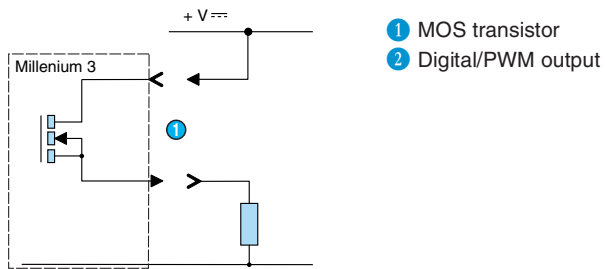 + V ⎓
Millenium 3
1
1 MOS transistor
2 Digital/PWM output